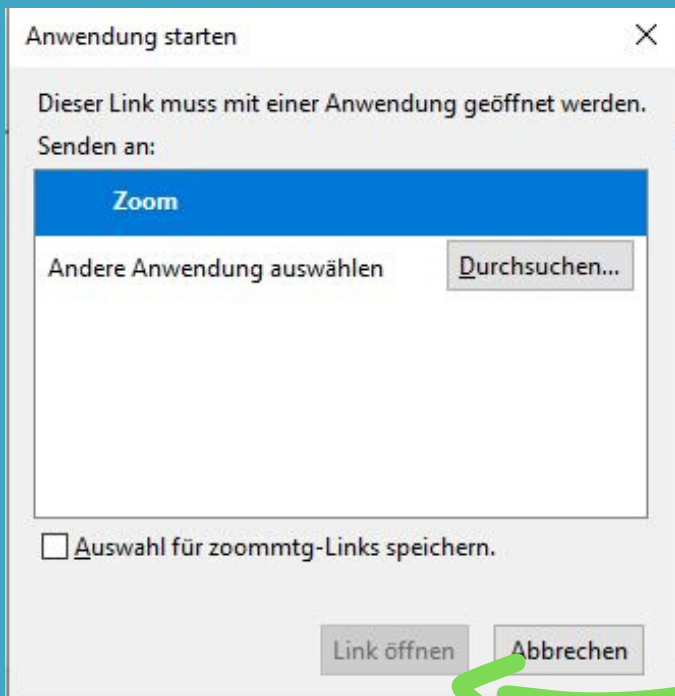 Anwendung starten
Dieser Link muss mit einer Anwendung geöffnet werden.
Senden an:
Zoom
Andere Anwendung auswählen
Durchsuchen...
Auswahl für zoommtg-Links speichern.
Link öffnen
Abbrechen